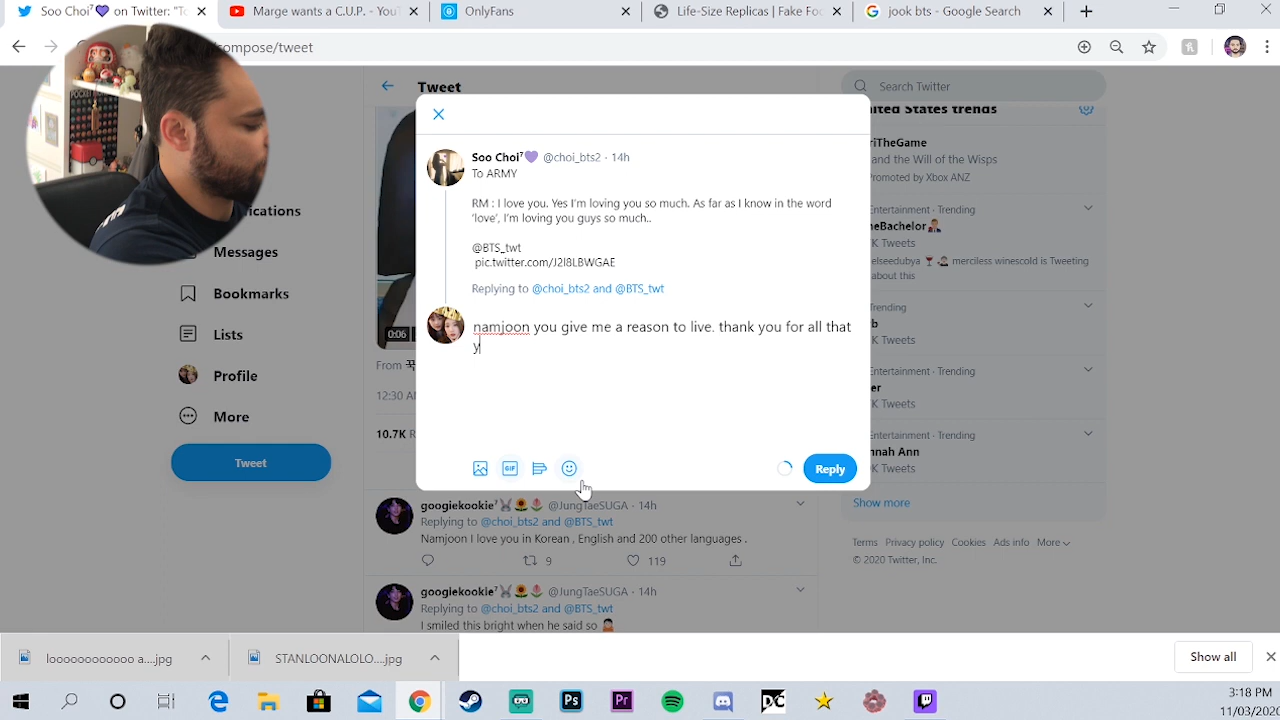 Soo Choi⁷💜 on Twitter: "To
Marge wants a C.U.P. - YouT
OnlyFans
Life-Size Replicas | Fake F
jook bts - Google Search
compose/tweet
Tweet
Search Twitter
United States trends
riTheGame
and the Will of the Wisps
Promoted by Xbox ANZ
Entertainment · Trending
heBachelor
K Tweets
elseedubya 🍷 merciless winescold is Tweeting
about this
Trending
b
K Tweets
Entertainment · Trending
er
K Tweets
Entertainment · Trending
nnah Ann
K Tweets
Show more
Terms Privacy policy Cookies Ads info More
© 2020 Twitter, Inc.
ications
Messages
Bookmarks
Lists
Profile
More
Tweet
Soo Choi⁷💜 @choi_bts2 · 14h
To ARMY
RM : I love you. Yes I'm loving you so much. As far as I know in the word
'love', I'm loving you guys so much..
@BTS_twt
pic.twitter.com/J2I8LBWGAE
Replying to @choi_bts2 and @BTS_twt
namjoon you give me a reason to live. thank you for all that
y
GIF
Reply
0:06
From
12:30 A
10.7K R
googiekookie⁷🐰🌻🌷 @JungTaeSUGA · 14h
Replying to @choi_bts2 and @BTS_twt
Namjoon I love you in Korean , English and 200 other languages .
9
119
googiekookie⁷🐰🌻🌷 @JungTaeSUGA · 14h
Replying to @choi_bts2 and @BTS_twt
I smiled this bright when he said so
looooooooooo a....jpg
STANLOONALOLO....jpg
Show all
Ps
Pr
DC
3:18 PM
11/03/2020